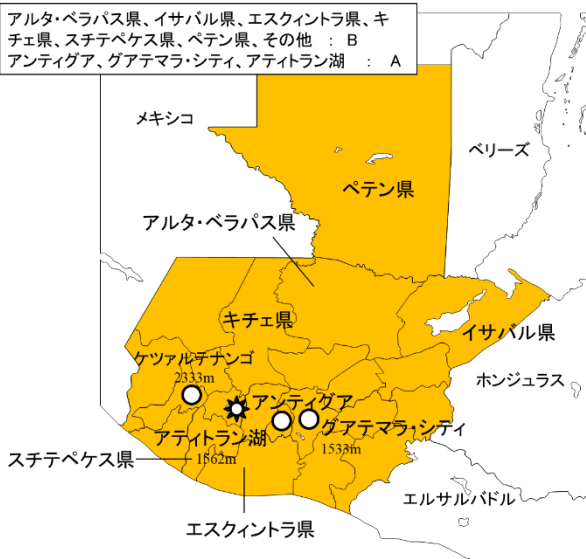 アルタ・ベラパス県、イサバル県、エスクィントラ県、キ
チェ県、スチテペケス県、ペテン県、その他 ： B
アンティグア、グアテマラ・シティ、アティトラン湖 ： A
メキシコ
ベリーズ
ペテン県
アルタ・ベラパス県
キチェ県
イサバル県
ケツァルテナンゴ
2333m
ホンジュラス
アンティグア
グアテマラ・シティ
1533m
アティトラン湖
1562m
スチテペケス県
エルサルバドル
エスクィントラ県